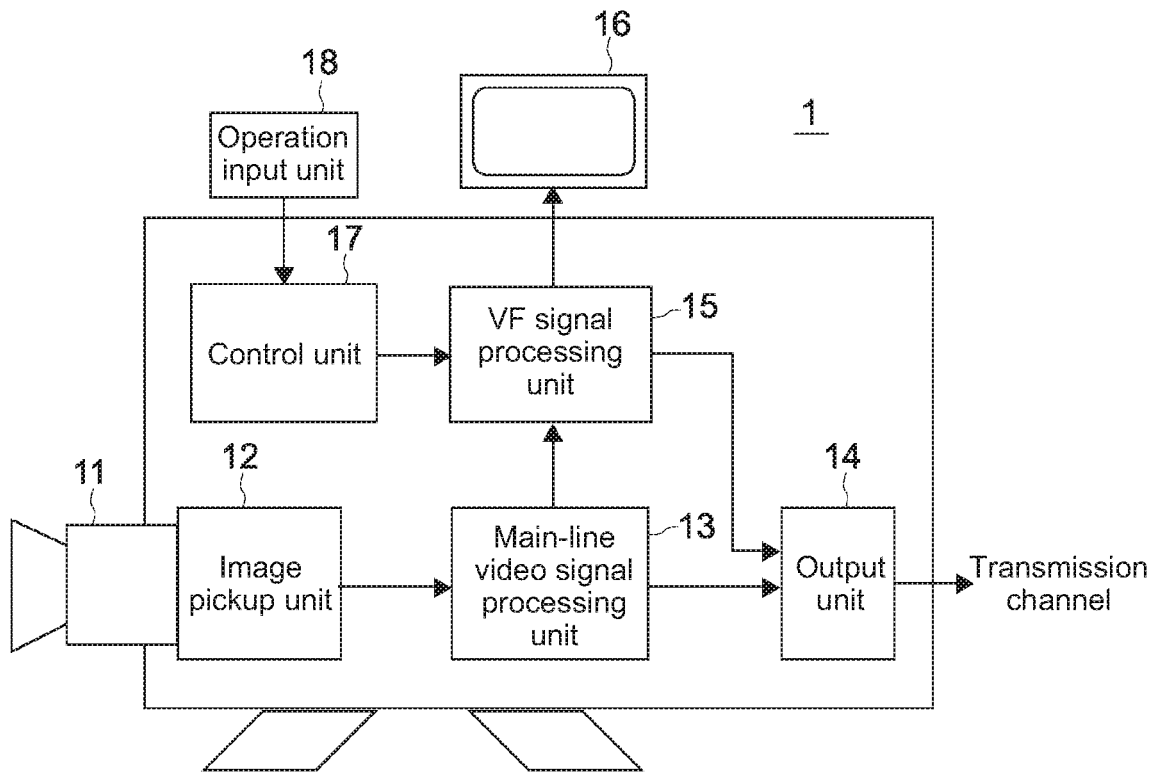 16
18
1
Operation
input unit
17
15
VF signal
processing
unit
Control unit
11
12
14
13
Main-line
video signal
processing
unit
Image
pickup unit
Output
unit
Transmission
channel